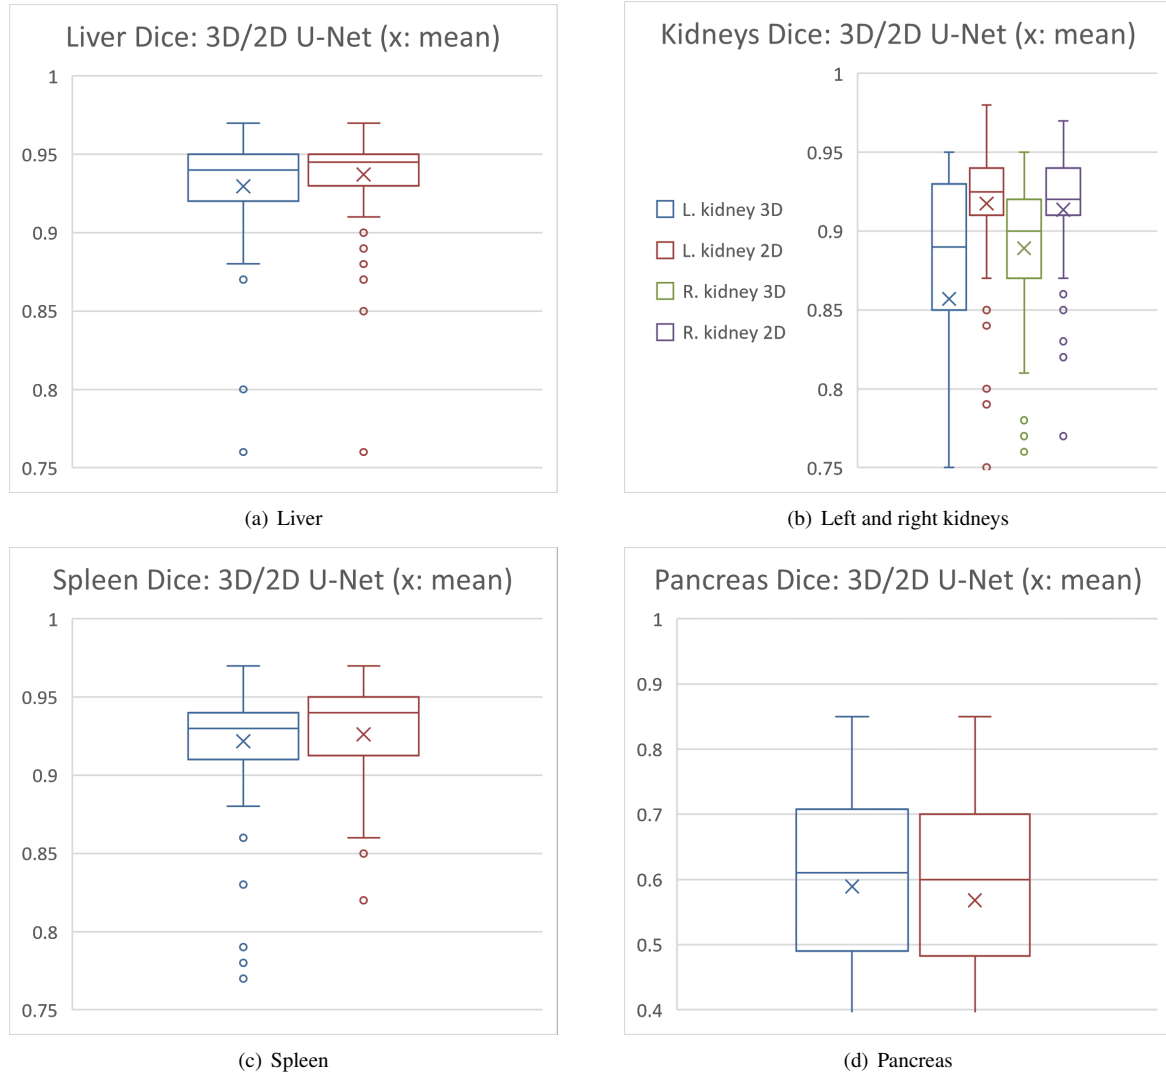 Liver Dice: 3D/2D U-Net (x: mean)
1
0.95
0.9
0.85
0.8
0.75
(a) Liver
Kidneys Dice: 3D/2D U-Net (x: mean)
1
0.95
0.9
0.85
0.8
0.75
L. kidney 3D
L. kidney 2D
R. kidney 3D
R. kidney 2D
(b) Left and right kidneys
Spleen Dice: 3D/2D U-Net (x: mean)
1
0.95
0.9
0.85
0.8
0.75
(c) Spleen
Pancreas Dice: 3D/2D U-Net (x: mean)
1
0.9
0.8
0.7
0.6
0.5
0.4
(d) Pancreas